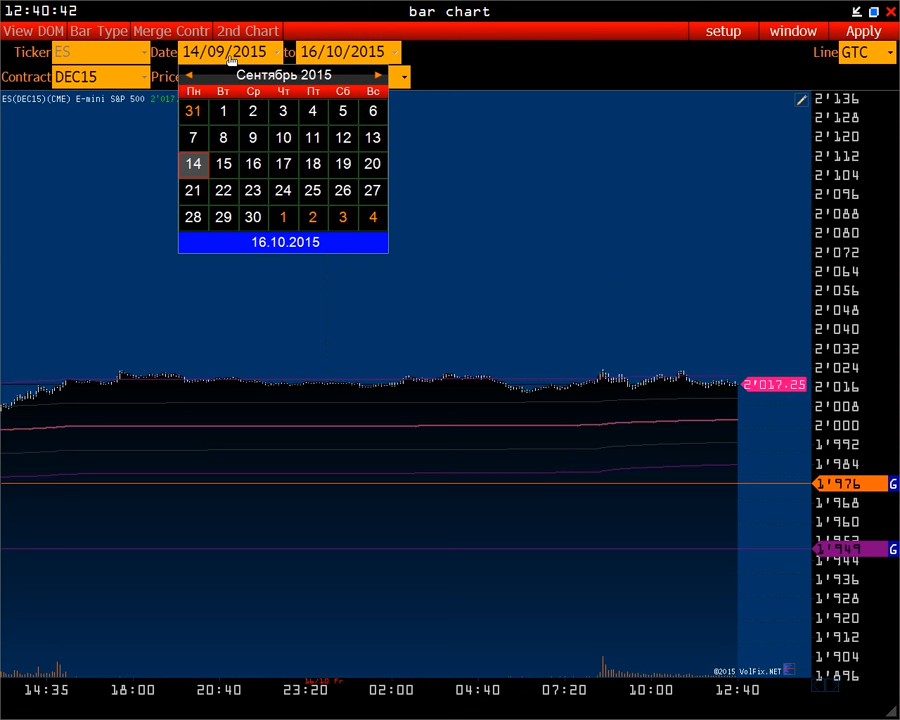 12:40:42 bar chart
View DOM Bar Type Merge Contr 2nd Chart setup window Apply
Ticker ES Date 14/09/2015 to 16/10/2015 Line GTC
Contract DEC15 Price
Сентябрь 2015
Пн Вт Ср Чт Пт Сб Вс
31 1 2 3 4 5 6
7 8 9 10 11 12 13
14 15 16 17 18 19 20
21 22 23 24 25 26 27
28 29 30 1 2 3 4
16.10.2015
ES(DEC15)(CME) E-mini S&P 500 2'017.
2'136
2'128
2'120
2'112
2'104
2'096
2'088
2'080
2'072
2'064
2'056
2'048
2'040
2'032
2'024
2'017.25
2'016
2'008
2'000
1'992
1'984
1'976 G
1'968
1'960
1'952
1'949 G
1'944
1'936
1'928
1'920
1'912
1'904
1'896
©2015 VolFix.NET
16/10 Fr
14:35 18:00 20:40 23:20 02:00 04:40 07:20 10:00 12:40